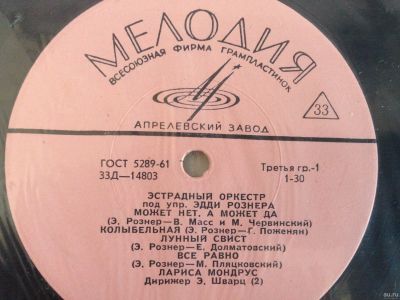 МЕЛОДИЯ
ВСЕСОЮЗНАЯ ФИРМА ГРАМПЛАСТИНОК
33
АПРЕЛЕВСКИЙ ЗАВОД
ГОСТ 5289-61
33Д—14803
Третья гр.-1
1-30
ЭСТРАДНЫЙ ОРКЕСТР
под упр. ЭДДИ РОЗНЕРА
МОЖЕТ НЕТ, А МОЖЕТ ДА
(Э. Рознер— В. Масс и М. Червинский)
КОЛЫБЕЛЬНАЯ (Э. Рознер—Г. Поженян)
ЛУННЫЙ СВИСТ
(Э. Рознер—Е. Долматовский)
ВСЕ РАВНО
(Э. Рознер—М. Пляцковский)
ЛАРИСА МОНДРУС
Дирижер Э. Шварц (2)
au.ru